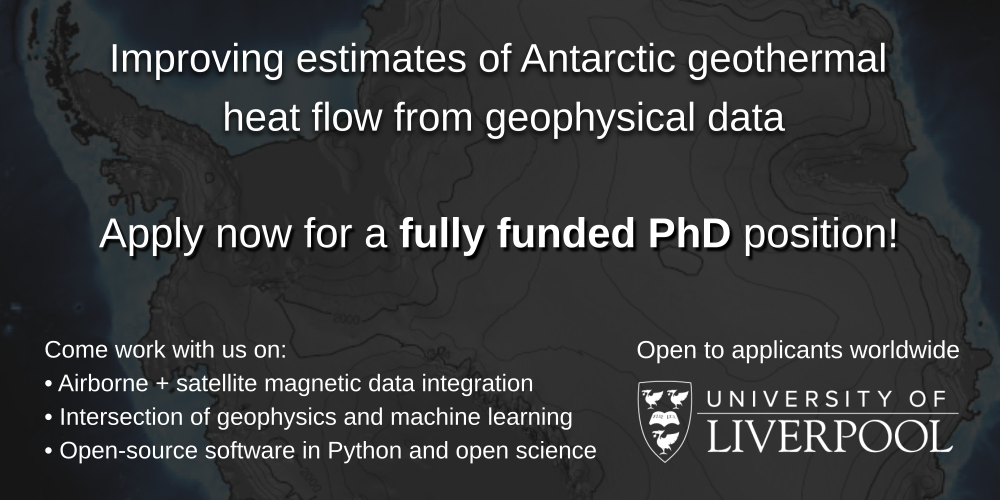 Improving estimates of Antarctic geothermal
heat flow from geophysical data
Apply now for a fully funded PhD position!
Come work with us on:
• Airborne + satellite magnetic data integration
• Intersection of geophysics and machine learning
• Open-source software in Python and open science
Open to applicants worldwide
UNIVERSITY OF
LIVERPOOL